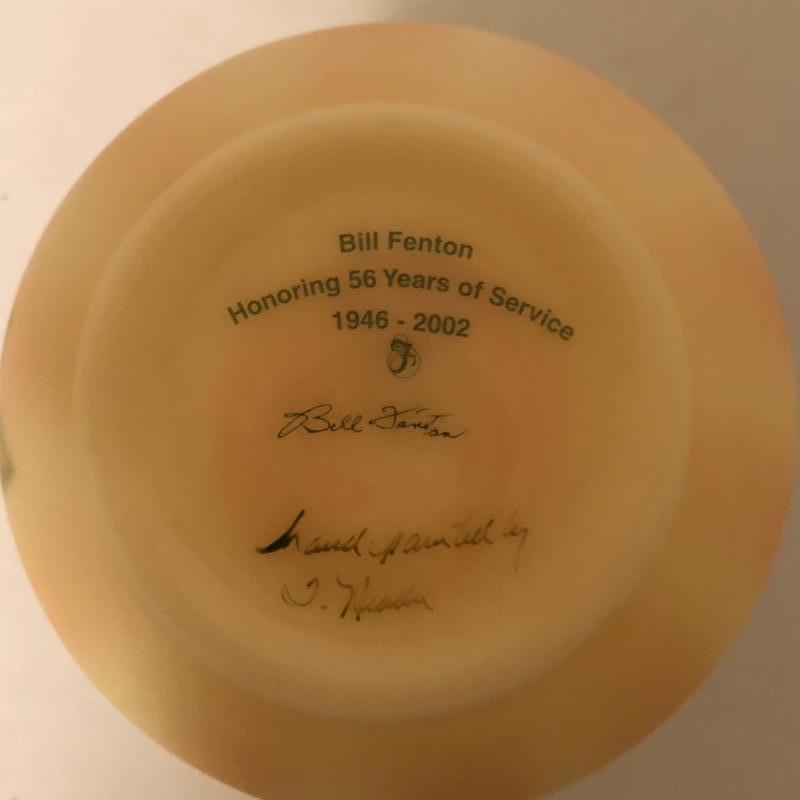 Bill Fenton
Honoring 56 Years of Service
1946 - 2002
F
Bill Fenton
hand painted by